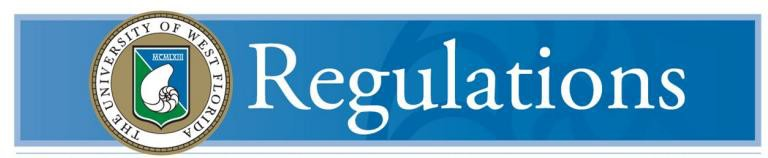 THE UNIVERSITY OF WEST FLORIDA
MCMLXIII
Regulations